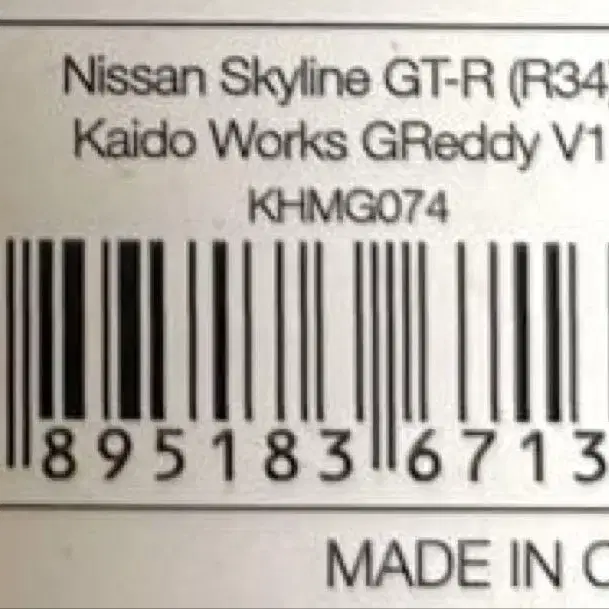 Nissan Skyline GT-R (R34)
Kaido Works GReddy V1
KHMG074
895183 6713
MADE IN C